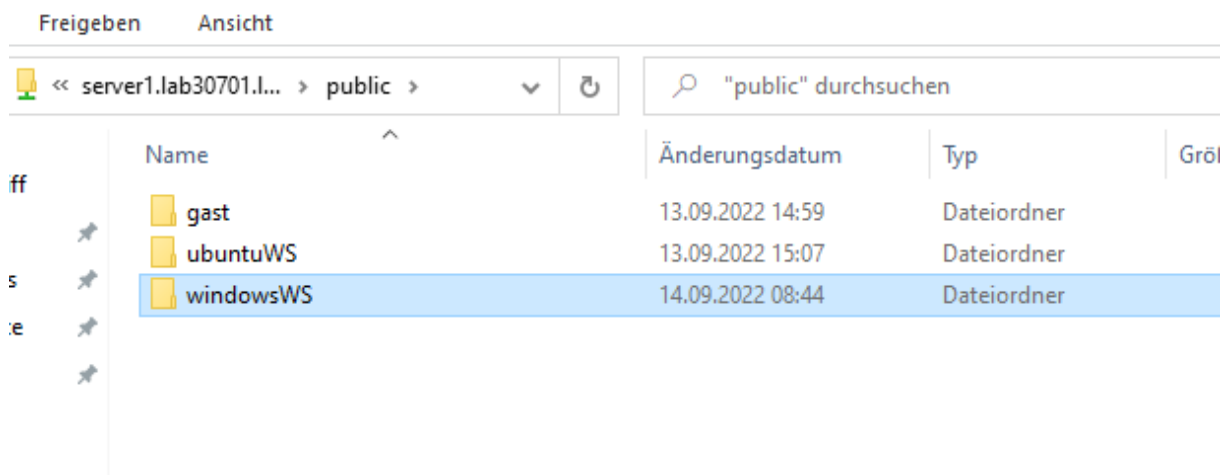 Freigeben Ansicht
« server1.lab30701.l... > public > "public" durchsuchen
Name Änderungsdatum Typ
gast 13.09.2022 14:59 Dateiordner
ubuntuWS 13.09.2022 15:07 Dateiordner
windowsWS 14.09.2022 08:44 Dateiordner